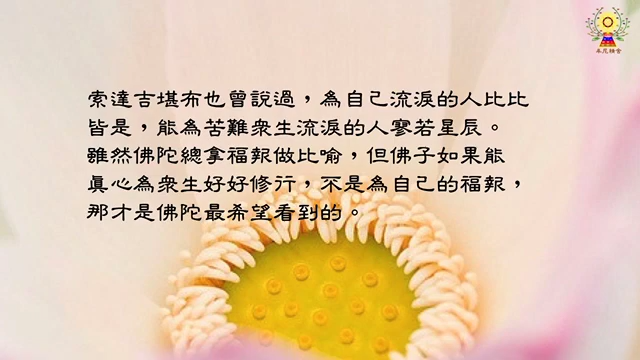 索達吉堪布也曾說過，為自己流淚的人比比
皆是，能為苦難眾生流淚的人寥若星辰。
雖然佛陀總拿福報做比喻，但佛子如果能
真心為眾生好好修行，不是為自己的福報，
那才是佛陀最希望看到的。